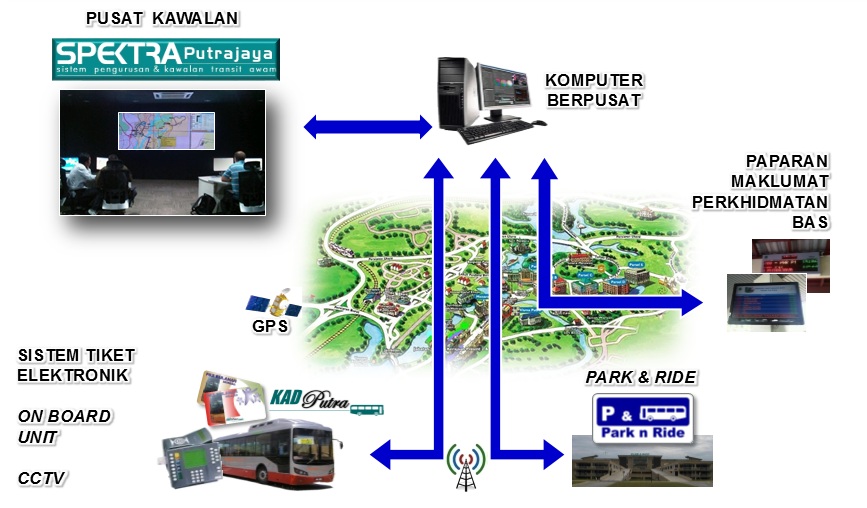 PUSAT KAWALAN
SPEKTRA Putrajaya
sistem pengurusan & kawalan transit awam
KOMPUTER
BERPUSAT
PAPARAN
MAKLUMAT
PERKHIDMATAN
BAS
GPS
SISTEM TIKET
ELEKTRONIK
ON BOARD
UNIT
CCTV
KAD Putra
PARK & RIDE
P &
Park n Ride